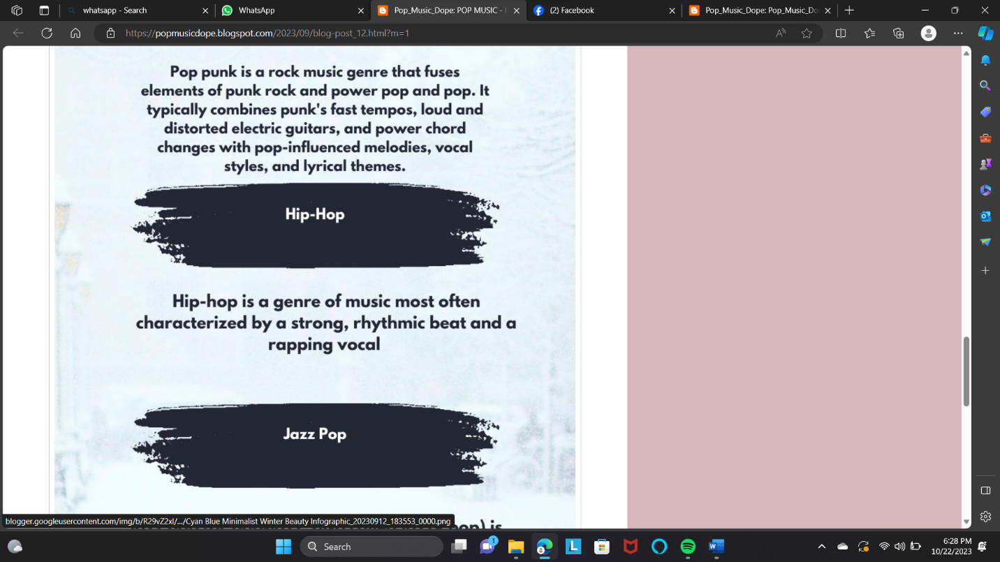 whatsapp - Search
WhatsApp
Pop_Music_Dope: POP MUSIC -
(2) Facebook
Pop_Music_Dope: Pop_Music_Do
https://popmusicdope.blogspot.com/2023/09/blog-post_12.html?m=1
Pop punk is a rock music genre that fuses
elements of punk rock and power pop and pop. It
typically combines punk's fast tempos, loud and
distorted electric guitars, and power chord
changes with pop-influenced melodies, vocal
styles, and lyrical themes.
Hip-Hop
Hip-hop is a genre of music most often
characterized by a strong, rhythmic beat and a
rapping vocal
Jazz Pop
pop) is
blogger.googleusercontent.com/img/b/R29vZ2xl/.../Cyan Blue Minimalist Winter Beauty Infographic_20230912_183553_0000.png
Search
1
L
W
6:28 PM
10/22/2023